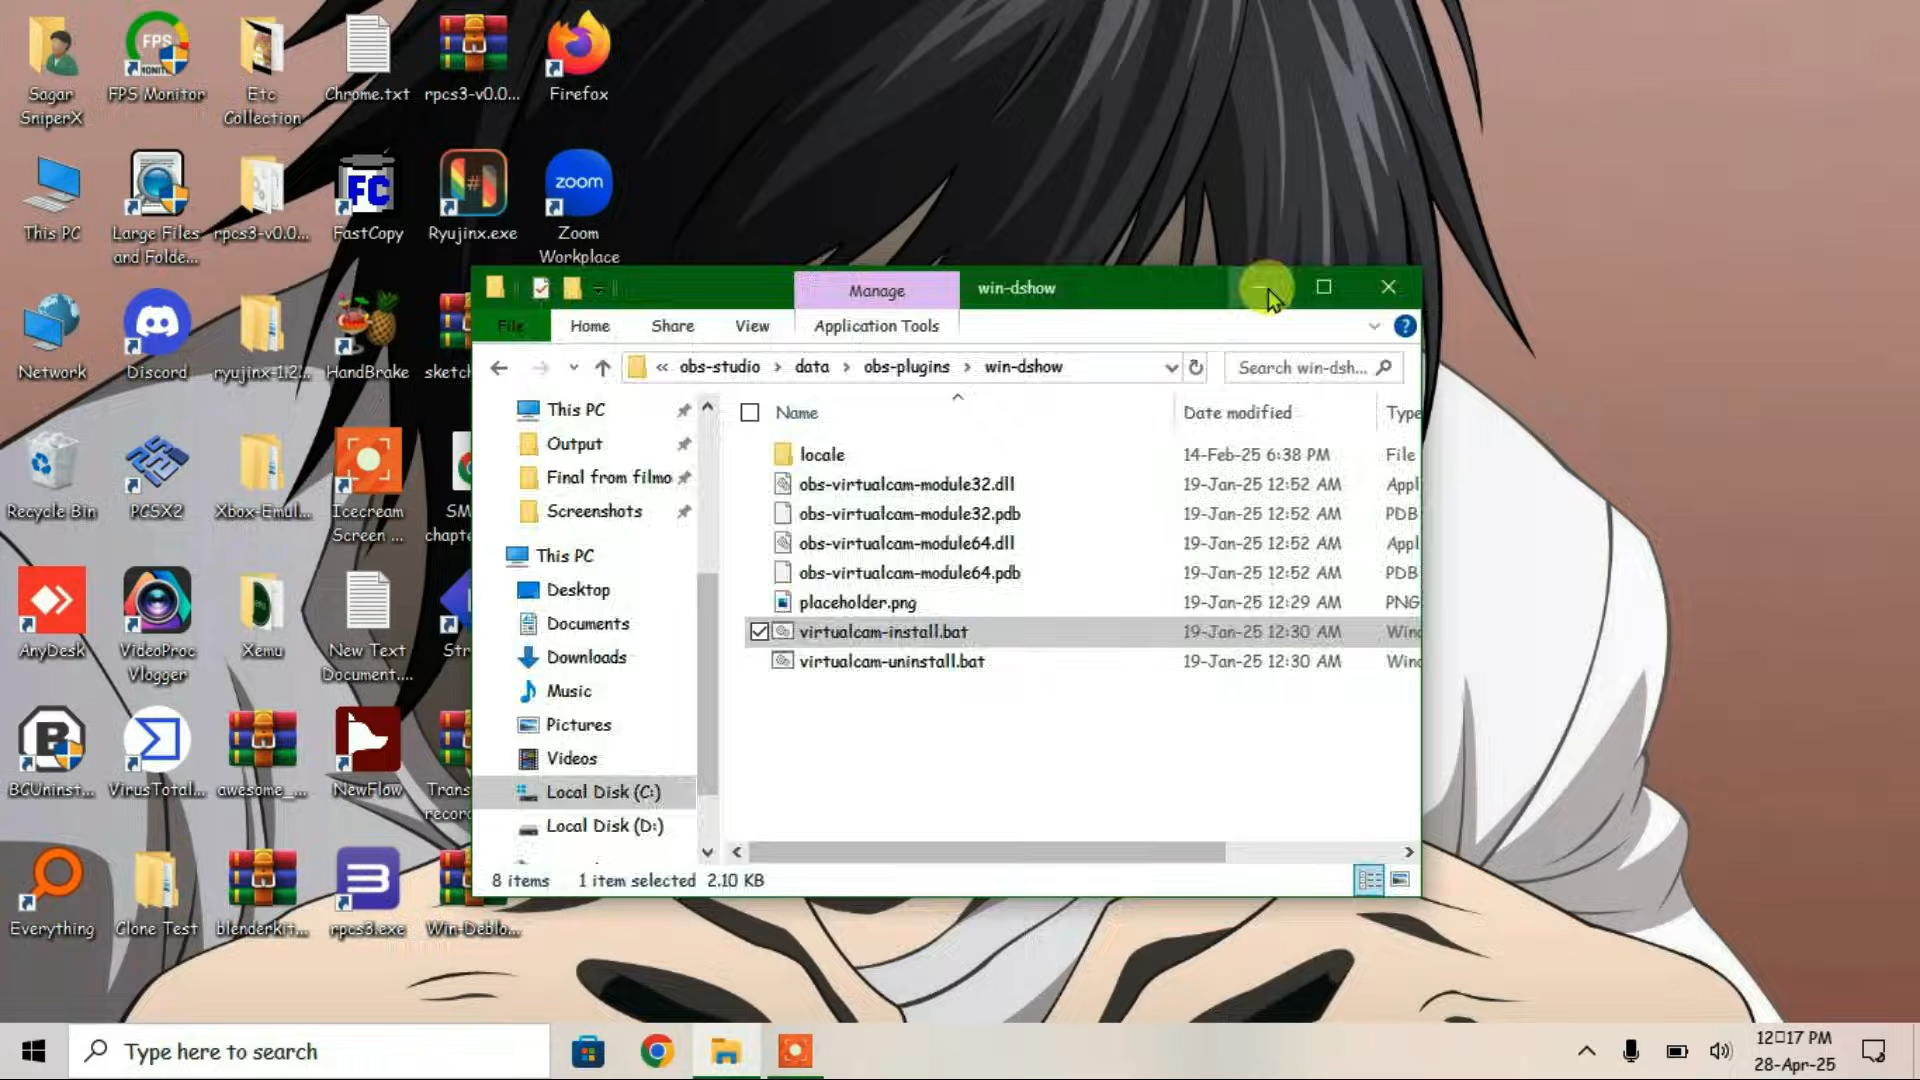 Sagar
SniperX
FPS
MONIT
FPS Monitor
Etc
Collection
Chrome.txt
rpcs3-v0.0...
Firefox
This PC
Large Files
and Folde...
rpcs3-v0.0...
FC
FastCopy
Ryujinx.exe
zoom
Zoom
Workplace
Network
Discord
ryujinx-1.2...
HandBrake
sketch
Recycle Bin
PCSX2
Xbox-Emul...
Icecream
Screen ...
SM
chapte
AnyDesk
VideoProc
Vlogger
Xemu
New Text
Document....
Str
BCUninst...
VirusTotal...
awesome_...
NewFlow
Trans
recor
Everything
Clone Test
blenderkit...
rpcs3.exe
Win-Deblo...
Manage
win-dshow
File
Home
Share
View
Application Tools
« obs-studio › data › obs-plugins › win-dshow
Search win-dsh...
This PC
Output
Final from filmo
Screenshots
This PC
Desktop
Documents
Downloads
Music
Pictures
Videos
Local Disk (C:)
Local Disk (D:)
Name Date modified Type
locale 14-Feb-25 6:38 PM File
obs-virtualcam-module32.dll 19-Jan-25 12:52 AM Appl
obs-virtualcam-module32.pdb 19-Jan-25 12:52 AM PDB
obs-virtualcam-module64.dll 19-Jan-25 12:52 AM Appl
obs-virtualcam-module64.pdb 19-Jan-25 12:52 AM PDB
placeholder.png 19-Jan-25 12:29 AM PNG
virtualcam-install.bat 19-Jan-25 12:30 AM Wind
virtualcam-uninstall.bat 19-Jan-25 12:30 AM Wind
8 items 1 item selected 2.10 KB
Type here to search
12□17 PM
28-Apr-25